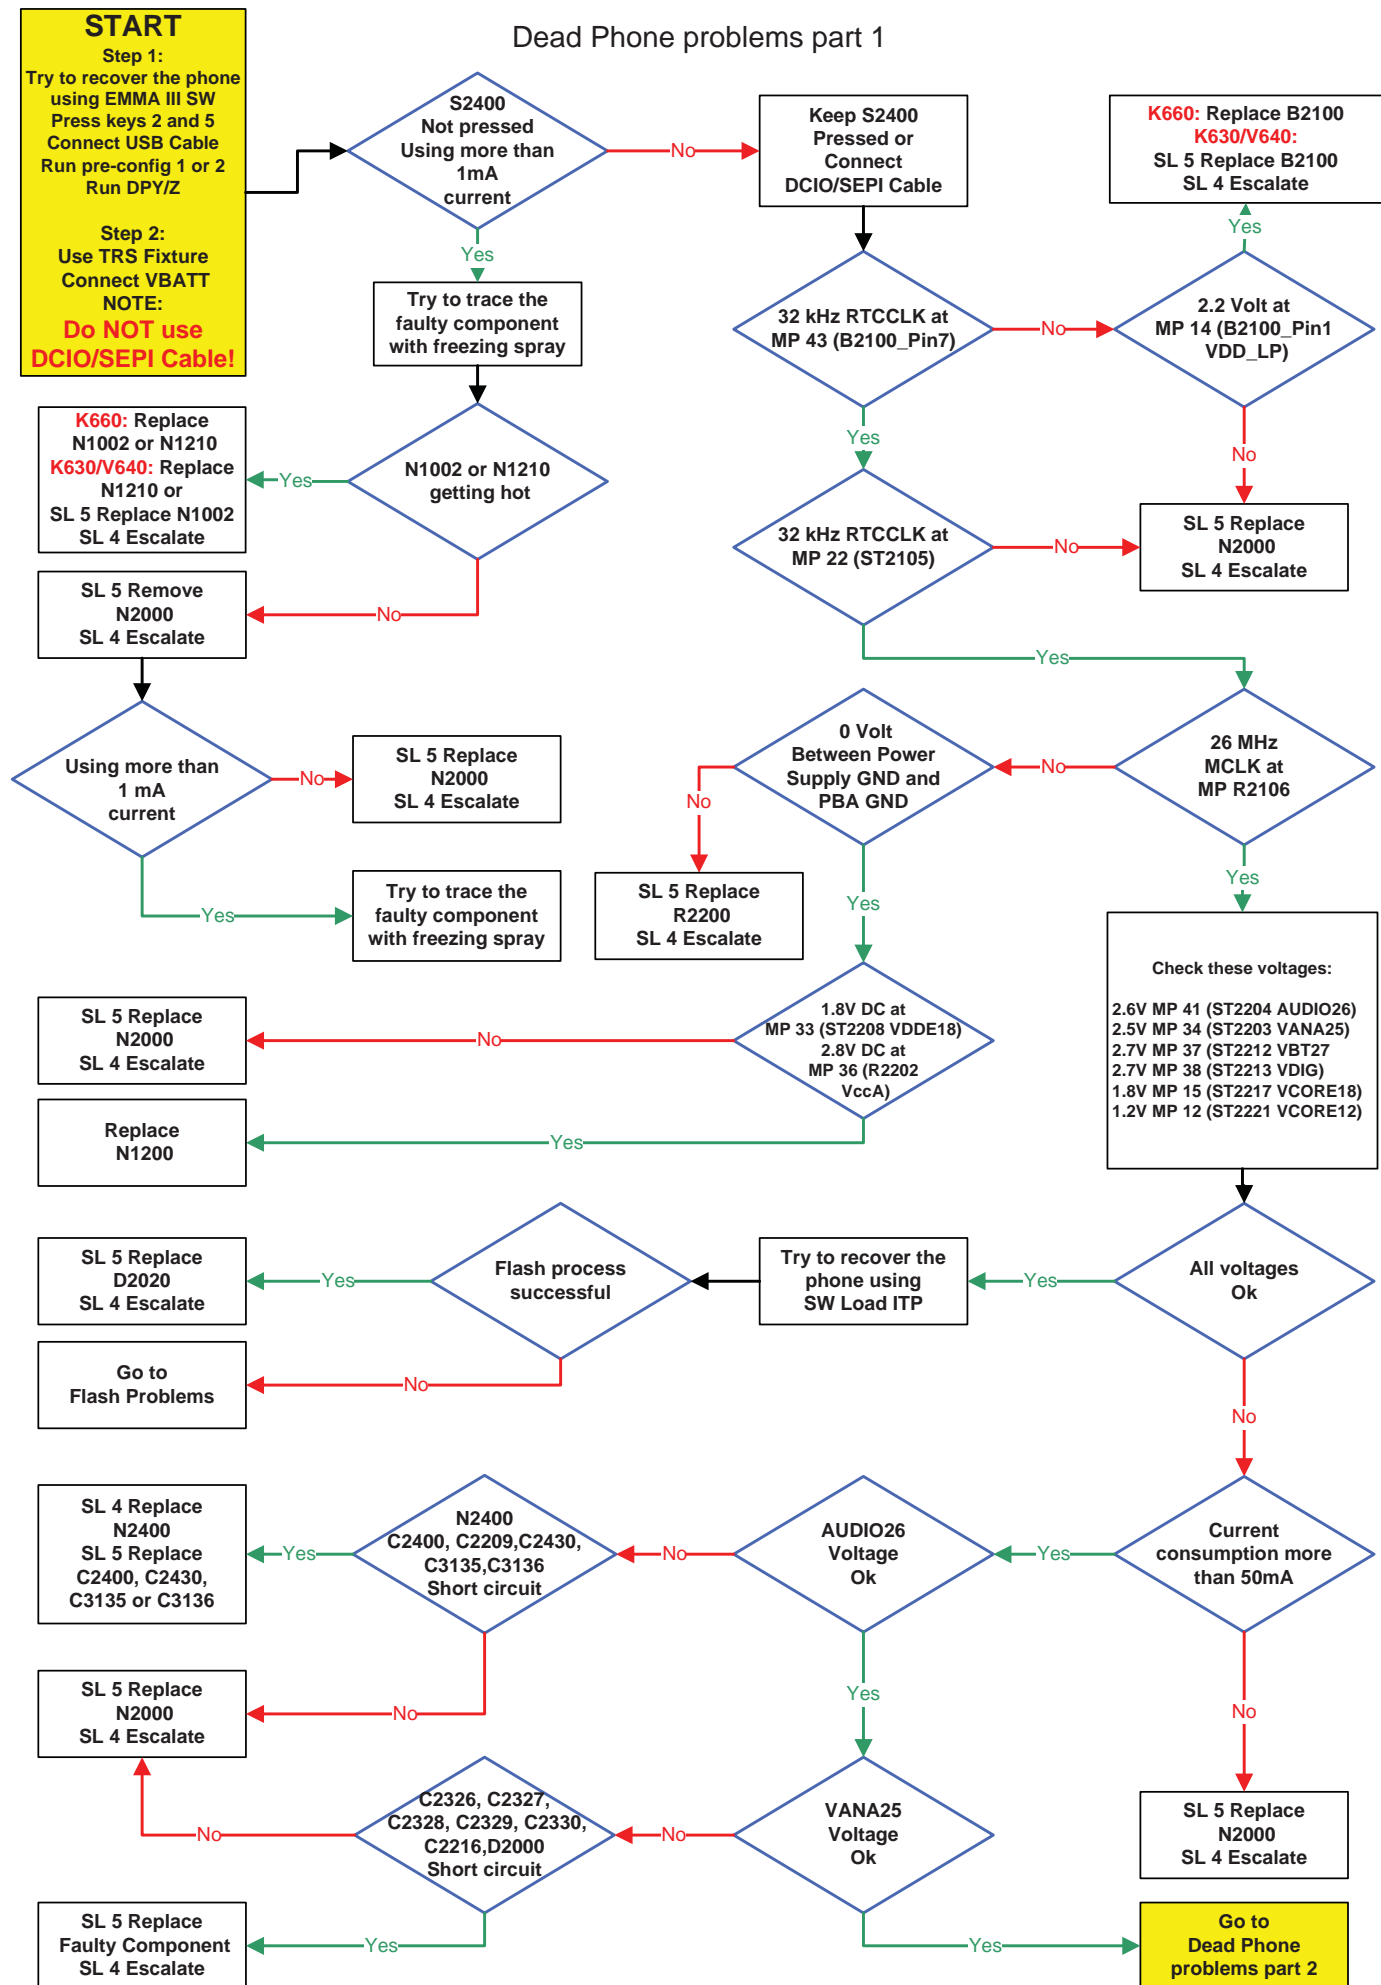 Dead Phone problems part 1
START
Step 1:
Try to recover the phone
using EMMA III SW
Press keys 2 and 5
Connect USB Cable
Run pre-config 1 or 2
Run DPY/Z
Step 2:
Use TRS Fixture
Connect VBATT
NOTE:
Do NOT use
DCIO/SEPI Cable!
S2400
Not pressed
Using more than
1mA
current
No
Keep S2400
Pressed or
Connect
DCIO/SEPI Cable
K660: Replace B2100
K630/V640:
SL 5 Replace B2100
SL 4 Escalate
Yes
Yes
Try to trace the
faulty component
with freezing spray
32 kHz RTCCLK at
MP 43 (B2100_Pin7)
No
2.2 Volt at
MP 14 (B2100_Pin1
VDD_LP)
K660: Replace
N1002 or N1210
K630/V640: Replace
N1210 or
SL 5 Replace N1002
SL 4 Escalate
Yes
N1002 or N1210
getting hot
Yes
No
32 kHz RTCCLK at
MP 22 (ST2105)
No
SL 5 Replace
N2000
SL 4 Escalate
SL 5 Remove
N2000
SL 4 Escalate
No
Yes
Using more than
1 mA
current
No
SL 5 Replace
N2000
SL 4 Escalate
0 Volt
Between Power
Supply GND and
PBA GND
No
26 MHz
MCLK at
MP R2106
No
Yes
Yes
Try to trace the
faulty component
with freezing spray
SL 5 Replace
R2200
SL 4 Escalate
Yes
Yes
Check these voltages:
2.6V MP 41 (ST2204 AUDIO26)
2.5V MP 34 (ST2203 VANA25)
2.7V MP 37 (ST2212 VBT27
2.7V MP 38 (ST2213 VDIG)
1.8V MP 15 (ST2217 VCORE18)
1.2V MP 12 (ST2221 VCORE12)
SL 5 Replace
N2000
SL 4 Escalate
No
1.8V DC at
MP 33 (ST2208 VDDE18)
2.8V DC at
MP 36 (R2202
VccA)
Replace
N1200
Yes
SL 5 Replace
D2020
SL 4 Escalate
Yes
Flash process
successful
Try to recover the
phone using
SW Load ITP
Yes
All voltages
Ok
Go to
Flash Problems
No
No
SL 4 Replace
N2400
SL 5 Replace
C2400, C2430,
C3135 or C3136
Yes
N2400
C2400, C2209,C2430,
C3135,C3136
Short circuit
No
AUDIO26
Voltage
Ok
Yes
Current
consumption more
than 50mA
SL 5 Replace
N2000
SL 4 Escalate
No
Yes
No
No
C2326, C2327,
C2328, C2329, C2330,
C2216,D2000
Short circuit
No
VANA25
Voltage
Ok
SL 5 Replace
N2000
SL 4 Escalate
SL 5 Replace
Faulty Component
SL 4 Escalate
Yes
Yes
Go to
Dead Phone
problems part 2